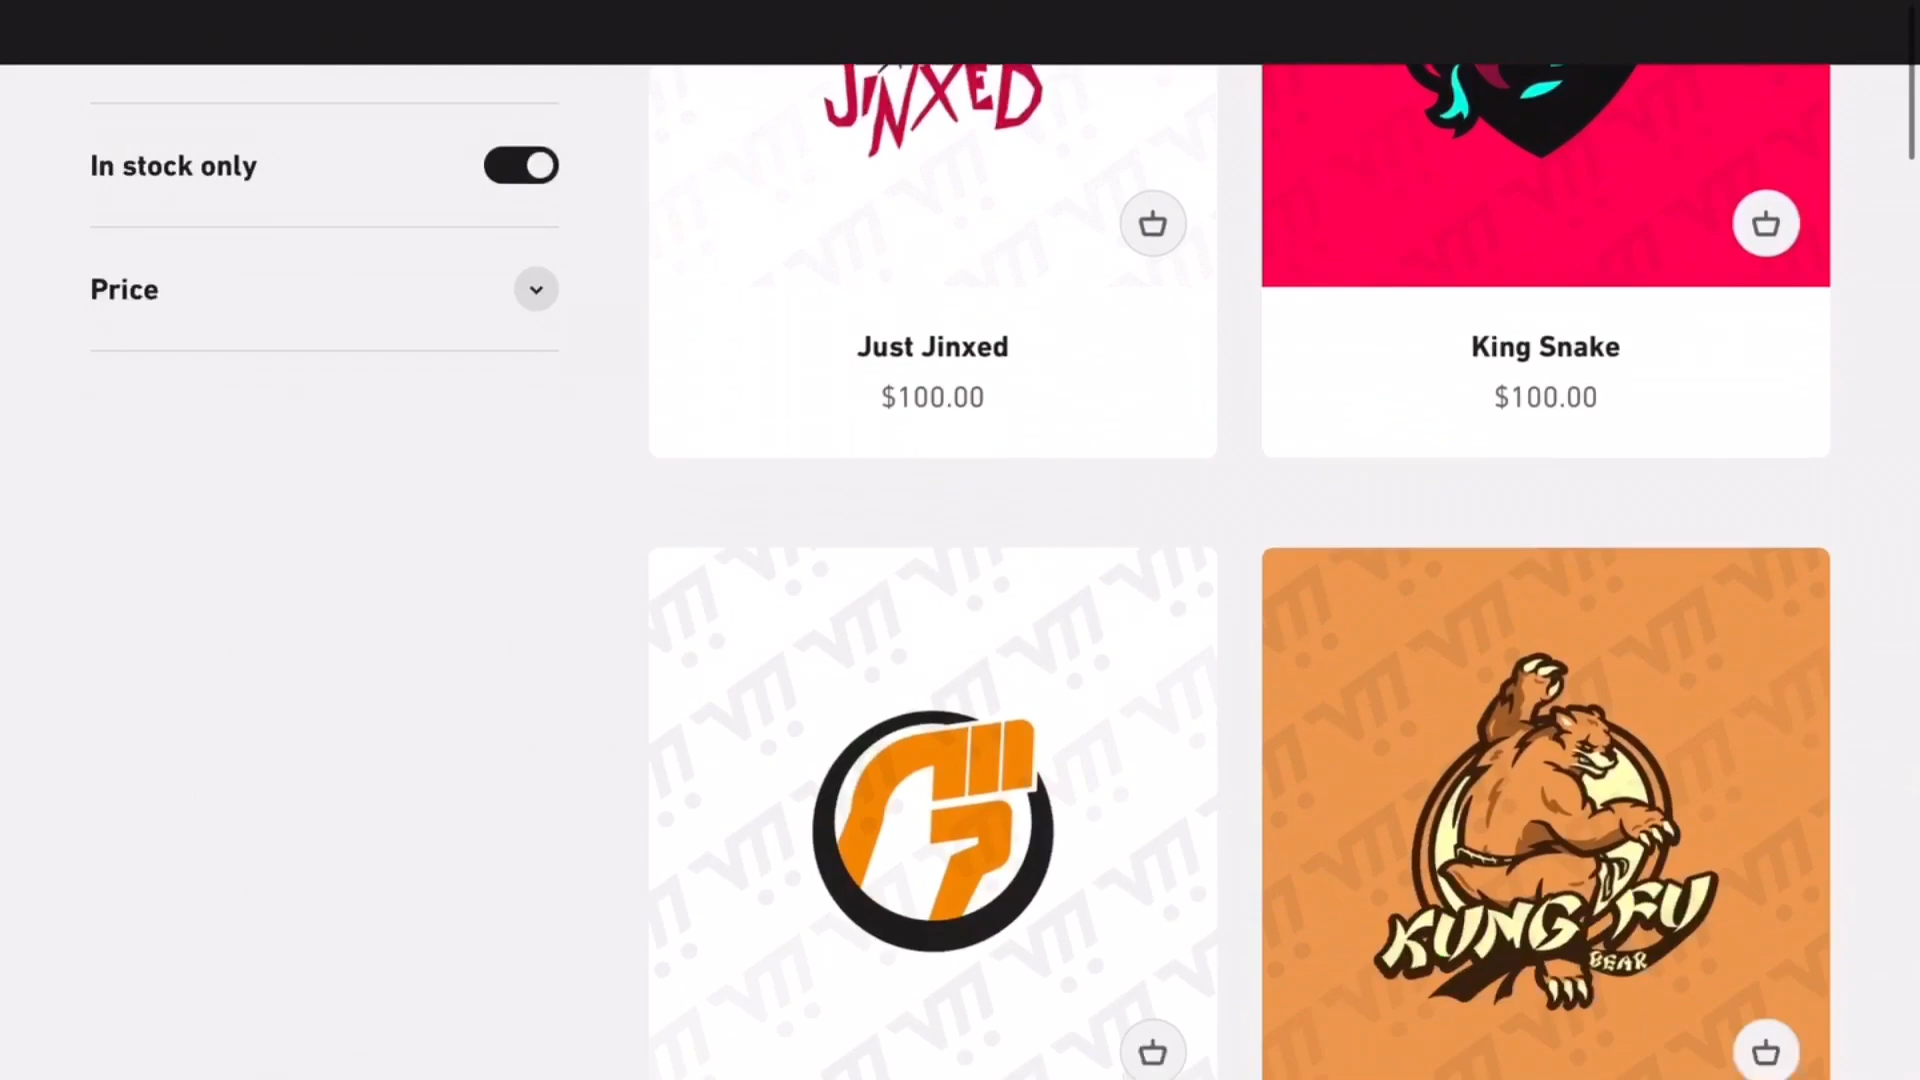 JINXED
In stock only
Price
Just Jinxed
$100.00
King Snake
$100.00
KUNG FU
BEAR